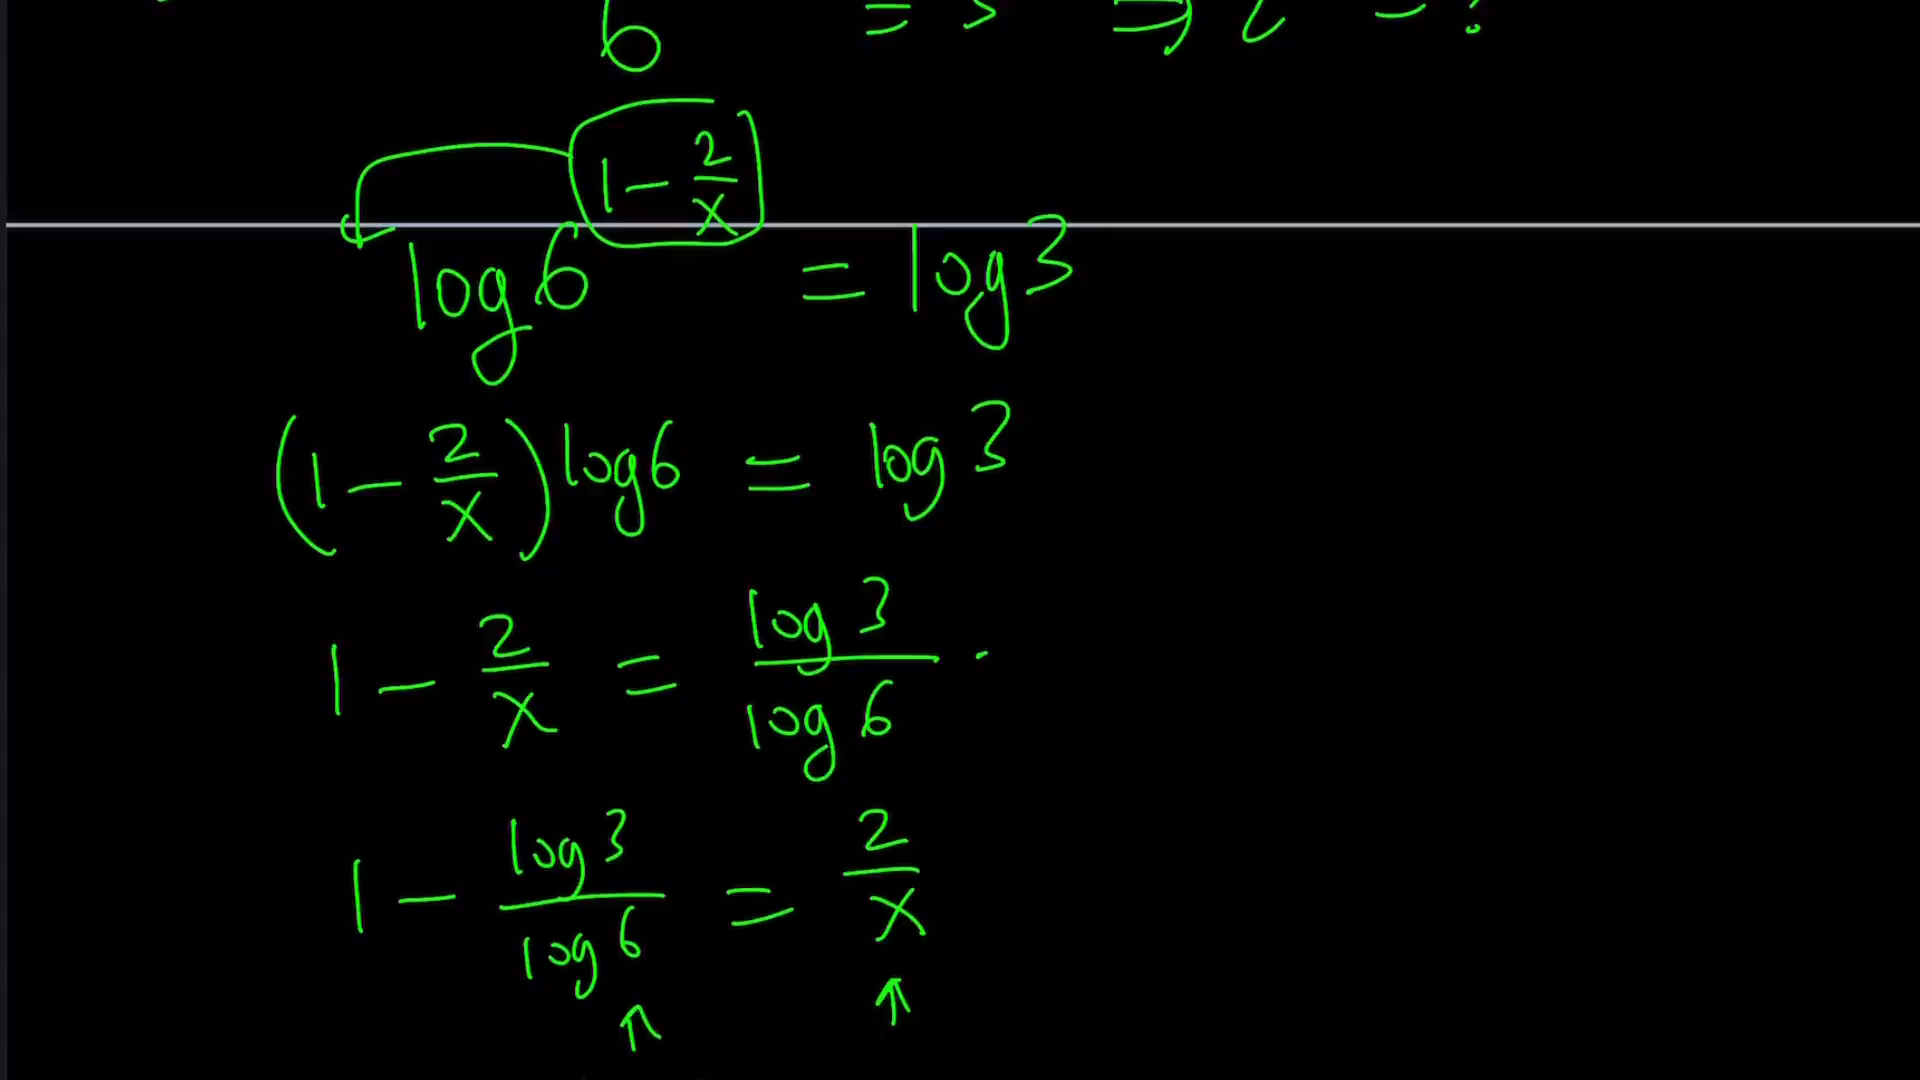 6 = 3 ⇒ 2 - ?
log 6^(1 - 2/x) = log 3
(1 - 2/x) log 6 = log 3
1 - 2/x = log 3 / log 6 .
1 - log 3 / log 6 = 2/x
↑ ↑